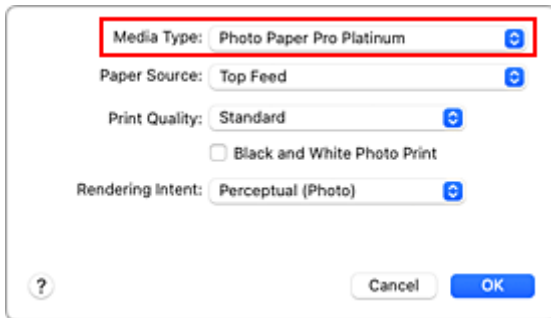 Media Type: Photo Paper Pro Platinum
Paper Source: Top Feed
Print Quality: Standard
Black and White Photo Print
Rendering Intent: Perceptual (Photo)
? Cancel OK